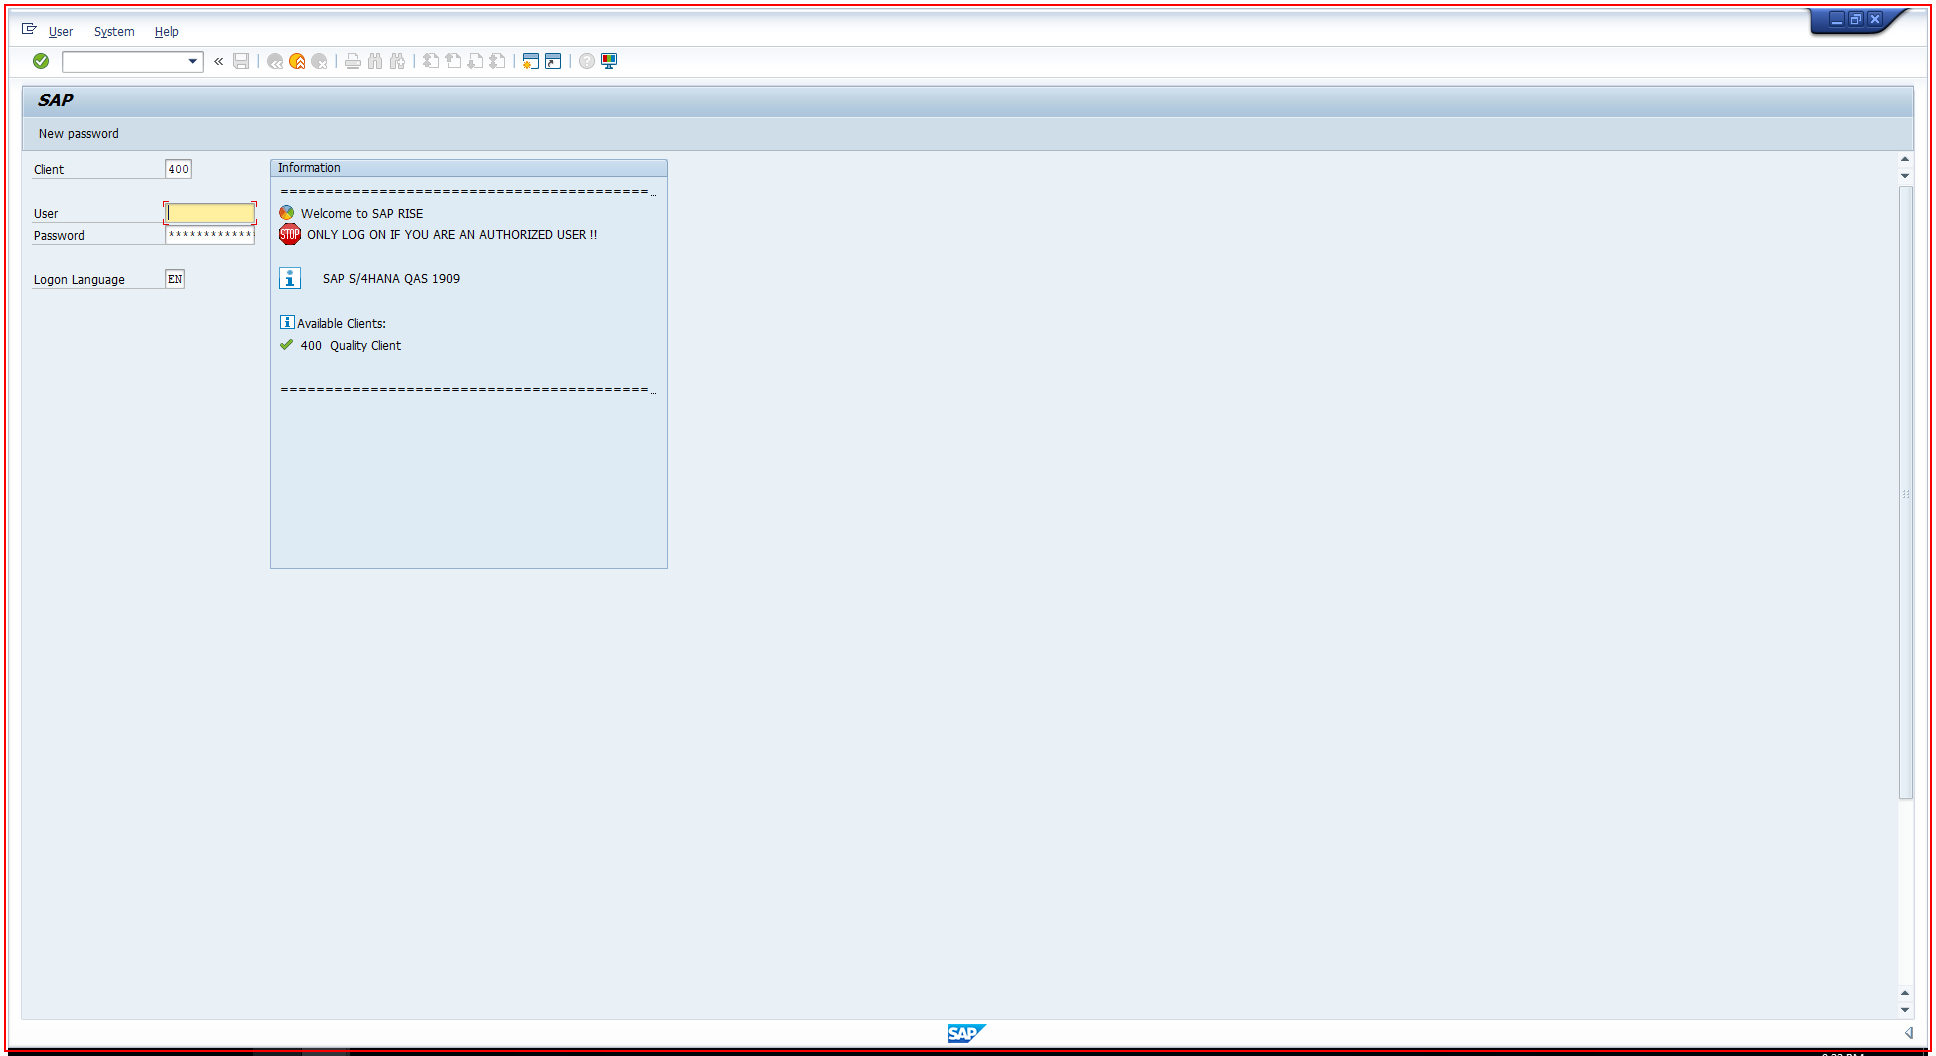 User System Help
SAP
New password
Client 400
User
Password *************
Logon Language EN
Information
=========================================...
Welcome to SAP RISE
STOP ONLY LOG ON IF YOU ARE AN AUTHORIZED USER !!
SAP S/4HANA QAS 1909
Available Clients:
400 Quality Client
=========================================...
SAP